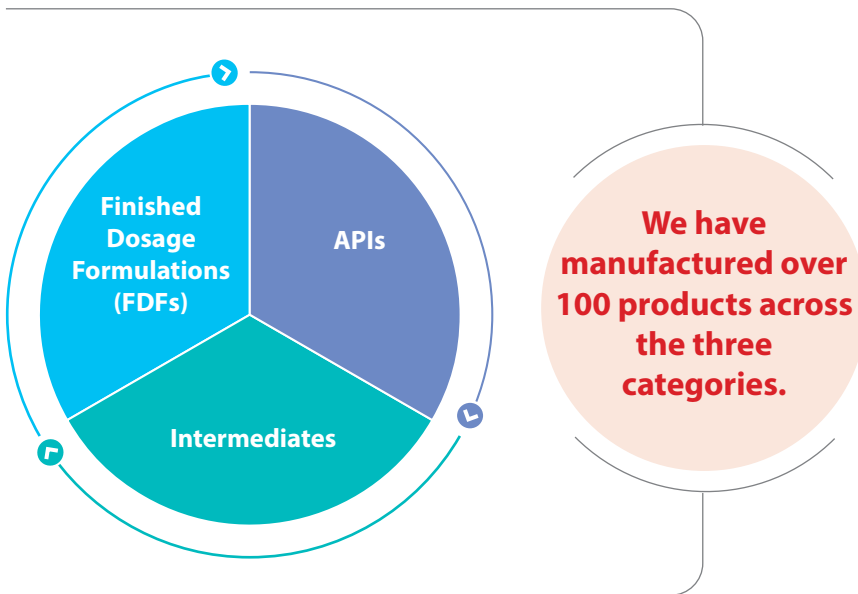 Finished
Dosage
Formulations
(FDFs)
APIs
Intermediates
We have
manufactured over
100 products across
the three
categories.